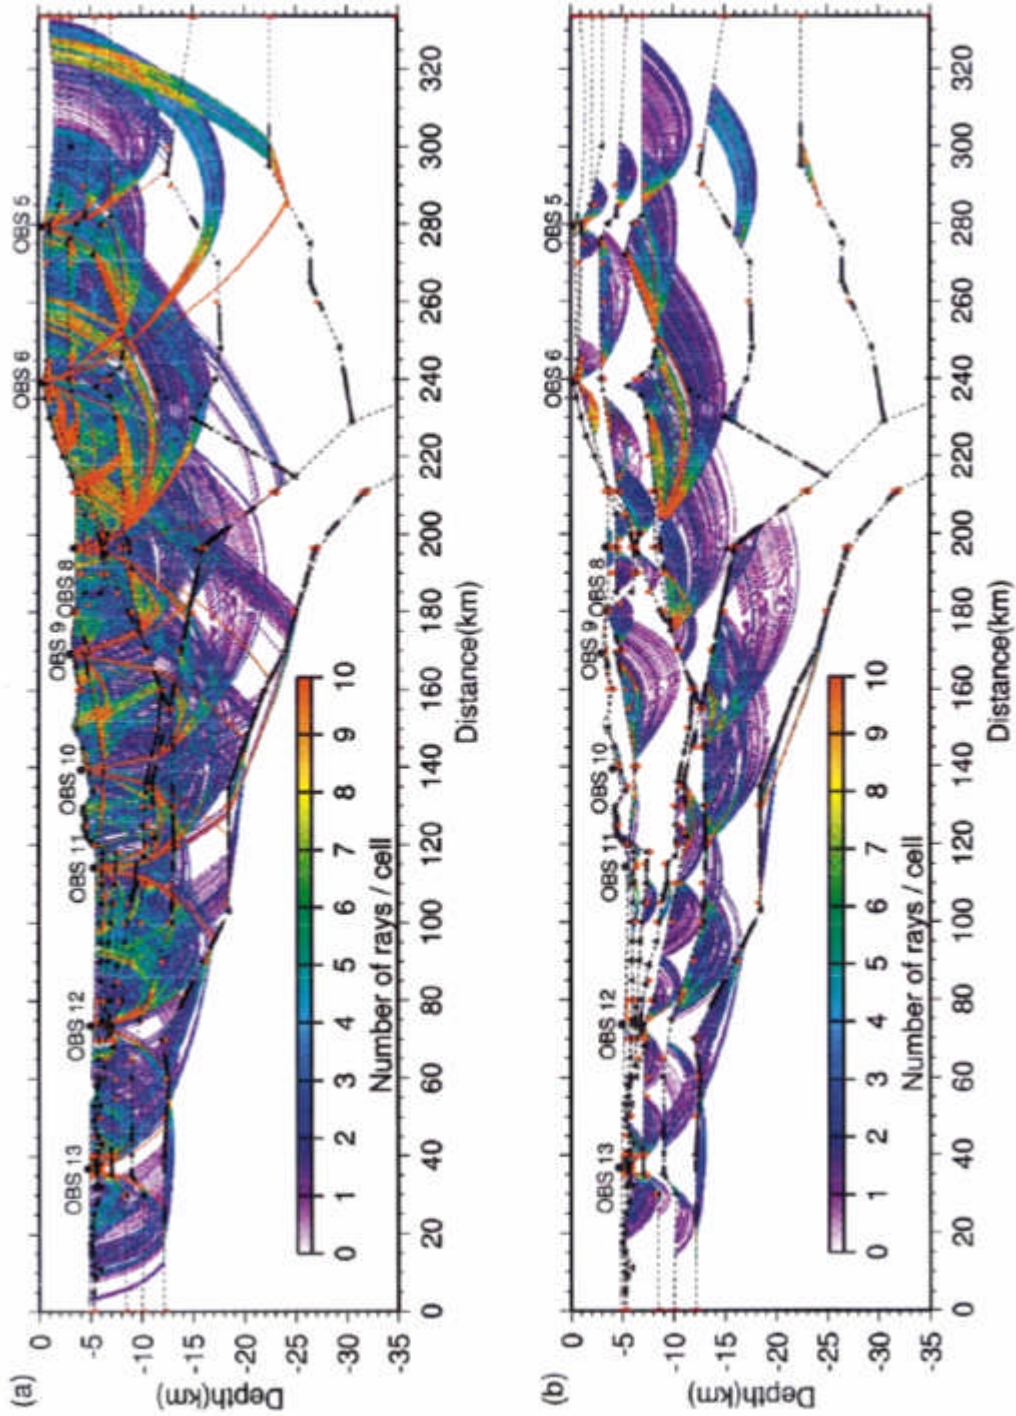 (a)
OBS 13
OBS 12
OBS 11
OBS 10
OBS 9
OBS 8
OBS 6
OBS 5
0
-5
-10
-15
-20
-25
-30
-35
Depth(km)
0 1 2 3 4 5 6 7 8 9 10
Number of rays / cell
0 20 40 60 80 100 120 140 160 180 200 220 240 260 280 300 320
Distance(km)
(b)
OBS 13
OBS 12
OBS 11
OBS 10
OBS 9
OBS 8
OBS 6
OBS 5
0
-5
-10
-15
-20
-25
-30
-35
Depth(km)
0 1 2 3 4 5 6 7 8 9 10
Number of rays / cell
0 20 40 60 80 100 120 140 160 180 200 220 240 260 280 300 320
Distance(km)